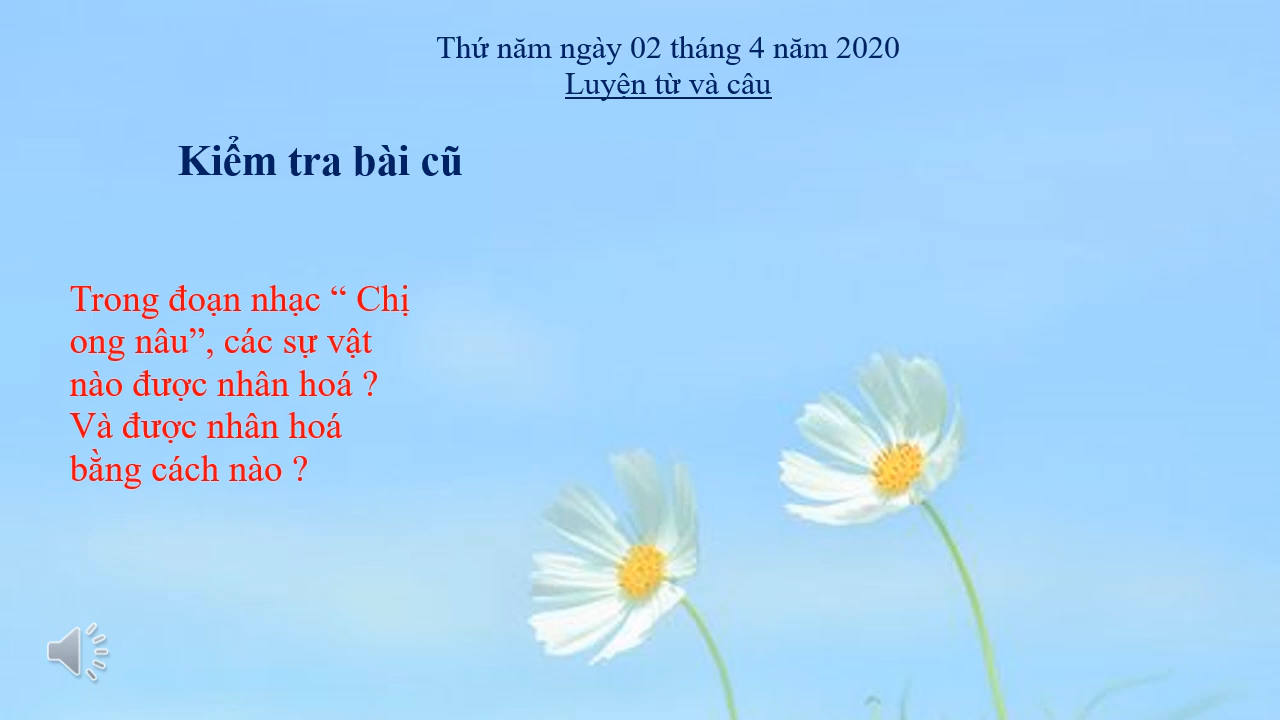 Thứ năm ngày 02 tháng 4 năm 2020
Luyện từ và câu
Kiểm tra bài cũ
Trong đoạn nhạc “ Chị
ong nâu”, các sự vật
nào được nhân hoá ?
Và được nhân hoá
bằng cách nào ?